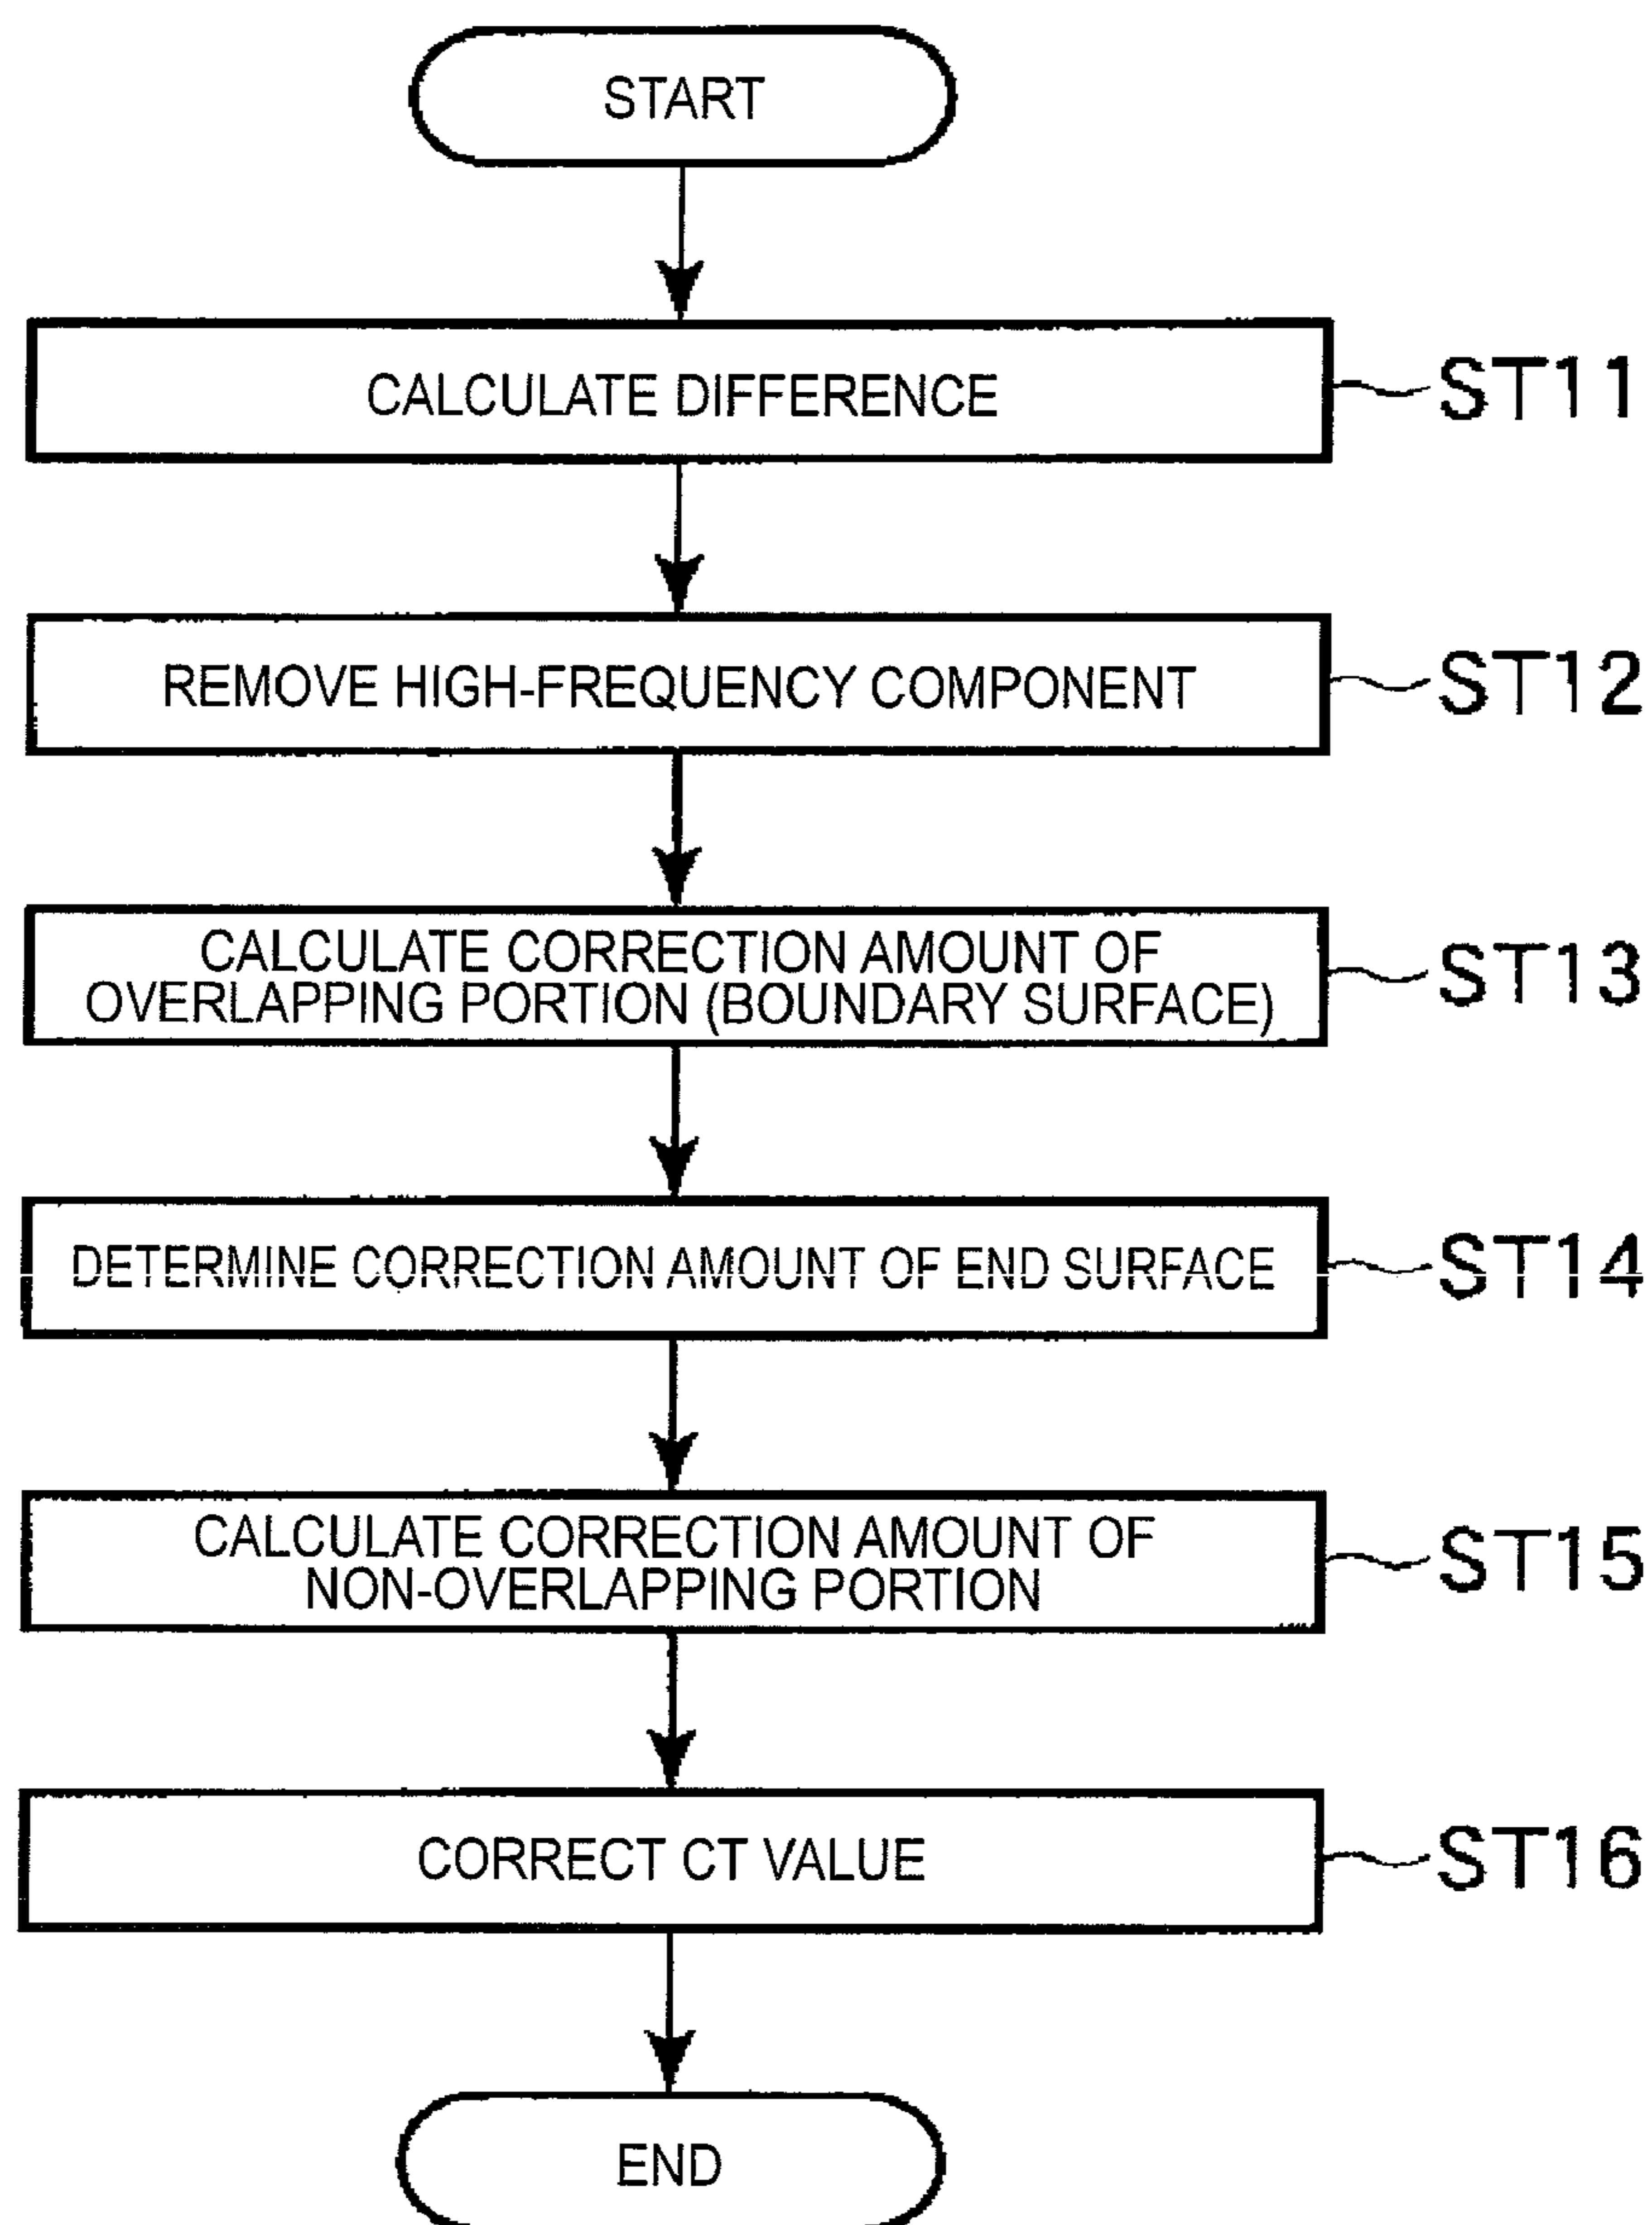 START
CALCULATE DIFFERENCE
ST11
REMOVE HIGH-FREQUENCY COMPONENT
ST12
CALCULATE CORRECTION AMOUNT OF
OVERLAPPING PORTION (BOUNDARY SURFACE)
ST13
DETERMINE CORRECTION AMOUNT OF END SURFACE
ST14
CALCULATE CORRECTION AMOUNT OF
NON-OVERLAPPING PORTION
ST15
CORRECT CT VALUE
ST16
END